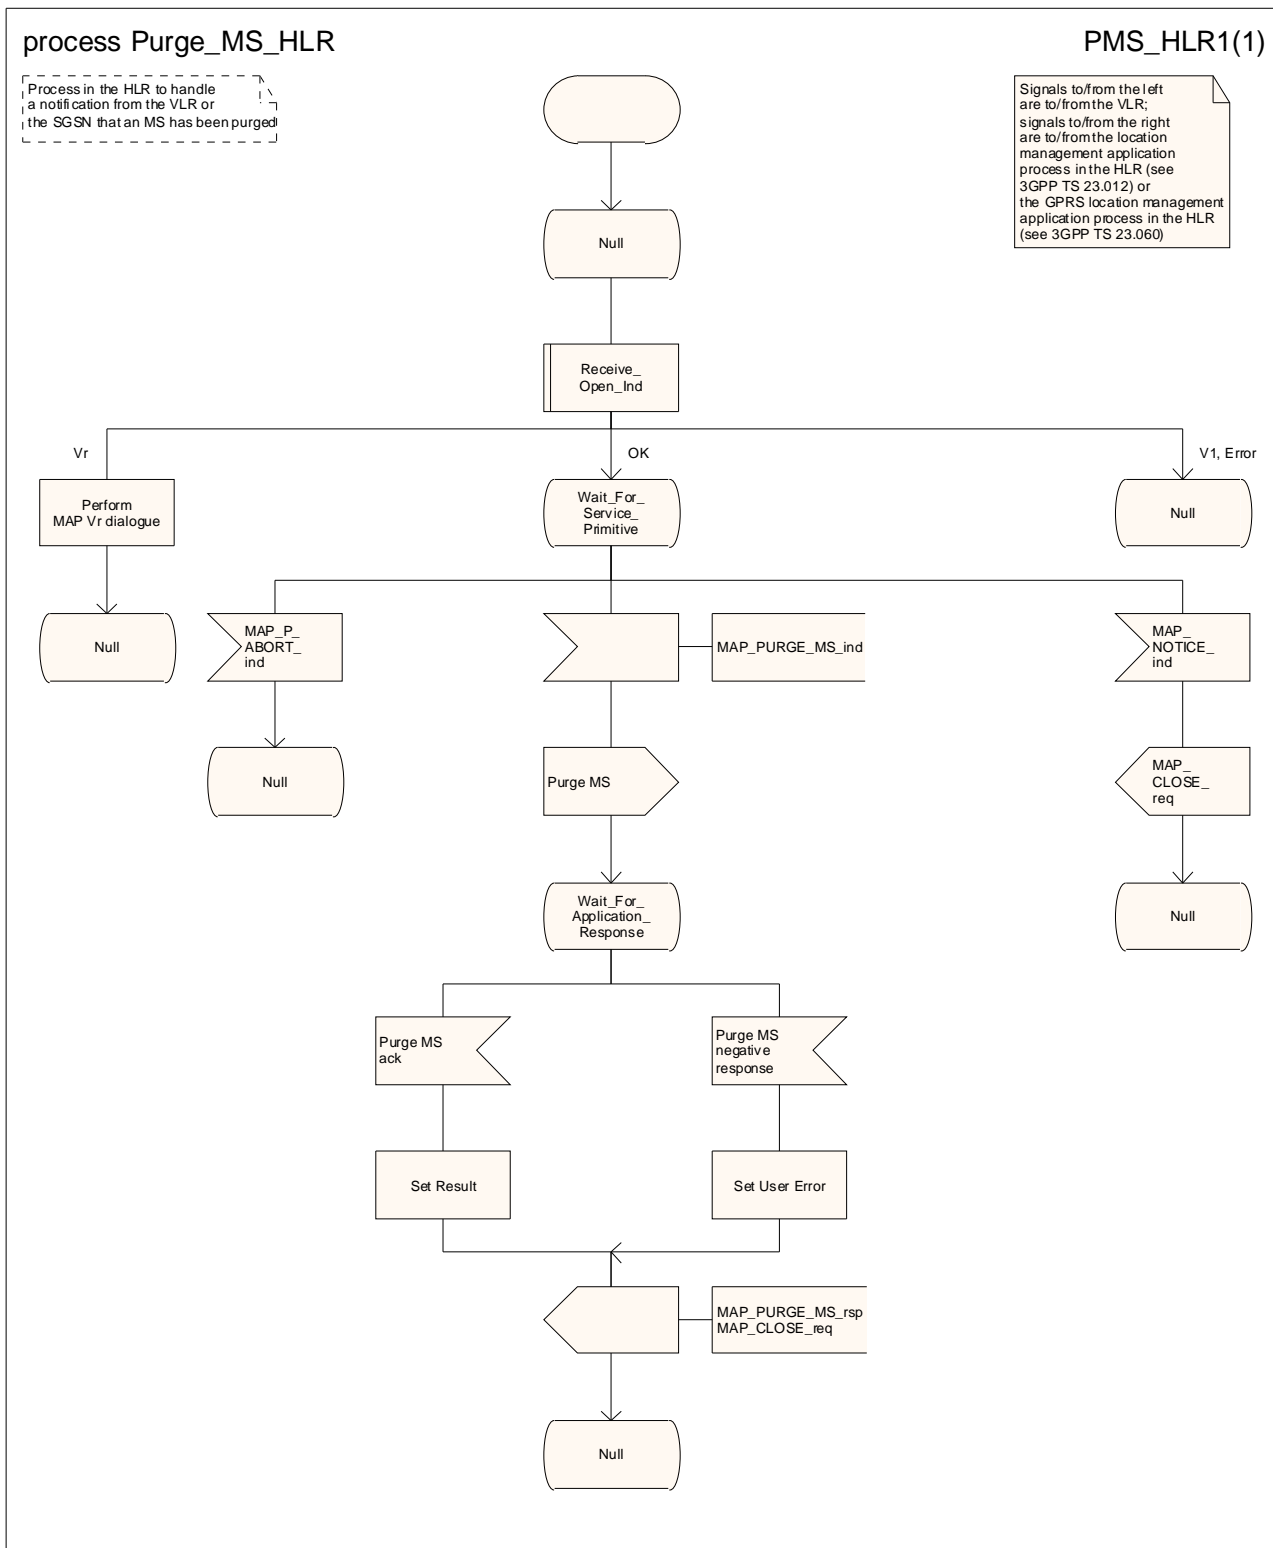 process Purge_MS_HLR
PMS_HLR1(1)
Process in the HLR to handle
a notification from the VLR or
the SGSN that an MS has been purged
Signals to/from the left
are to/from the VLR;
signals to/from the right
are to/from the location
management application
process in the HLR (see
3GPP TS 23.012) or
the GPRS location management
application process in the HLR
(see 3GPP TS 23.060)
Null
Receive_
Open_Ind
Vr
OK
V1, Error
Perform
MAP Vr dialogue
Wait_For_
Service_
Primitive
Null
Null
MAP_P_
ABORT_
ind
MAP_PURGE_MS_ind
MAP_
NOTICE_
ind
Null
Purge MS
MAP_
CLOSE_
req
Wait_For_
Application_
Response
Null
Purge MS
ack
Purge MS
negative
response
Set Result
Set User Error
MAP_PURGE_MS_rsp
MAP_CLOSE_req
Null